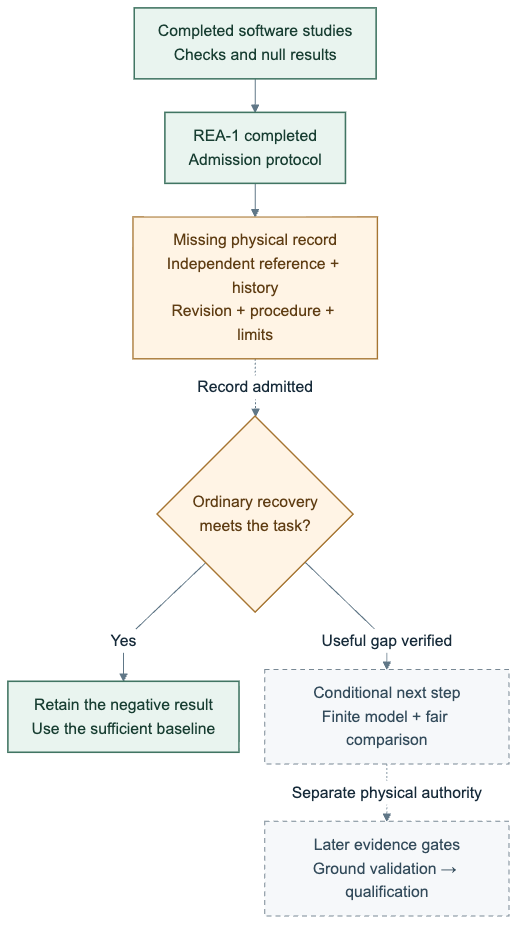 Completed software studies
Checks and null results
REA-1 completed
Admission protocol
Missing physical record
Independent reference +
history
Revision + procedure +
limits
Record admitted
Ordinary recovery
meets the task?
Yes
Useful gap verified
Retain the negative result
Use the sufficient baseline
Conditional next step
Finite model + fair
comparison
Separate physical authority
Later evidence gates
Ground validation →
qualification